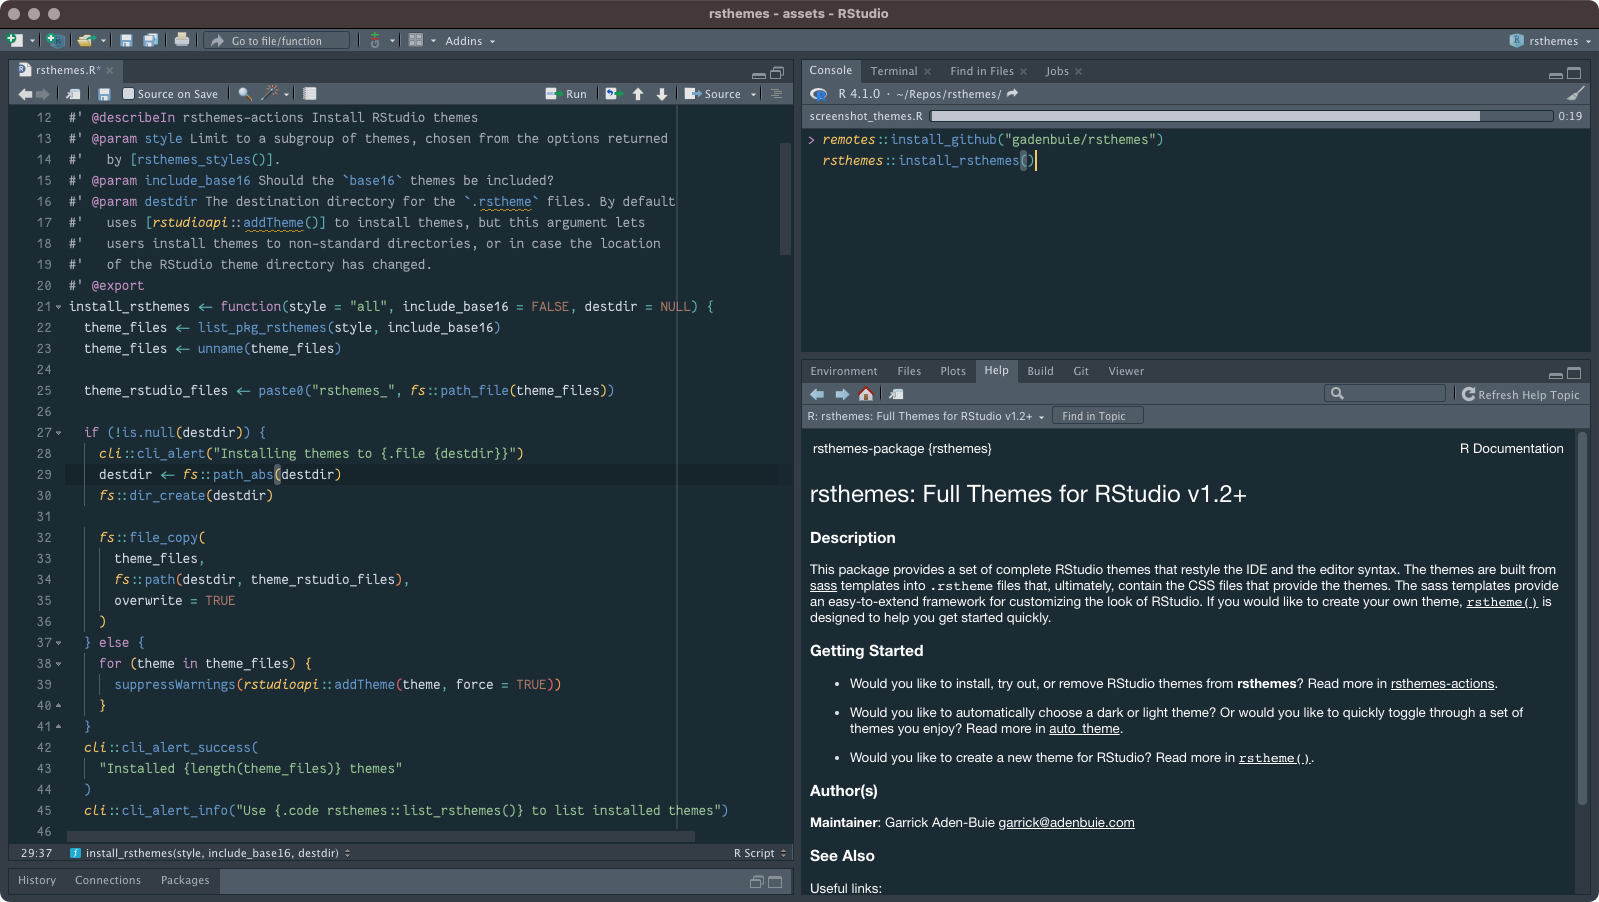 rsthemes - assets - RStudio
Go to file/function
Addins
rsthemes
rsthemes.R*
Source on Save
Run
Source
12 #' @describeIn rsthemes-actions Install RStudio themes
13 #' @param style Limit to a subgroup of themes, chosen from the options returned
14 #'   by [rsthemes_styles()].
15 #' @param include_base16 Should the `base16` themes be included?
16 #' @param destdir The destination directory for the `.rstheme` files. By default
17 #'   uses [rstudioapi::addTheme()] to install themes, but this argument lets
18 #'   users install themes to non-standard directories, or in case the location
19 #'   of the RStudio theme directory has changed.
20 #' @export
21 install_rsthemes <- function(style = "all", include_base16 = FALSE, destdir = NULL) {
22   theme_files <- list_pkg_rsthemes(style, include_base16)
23   theme_files <- unname(theme_files)
24
25   theme_rstudio_files <- paste0("rsthemes_", fs::path_file(theme_files))
26
27   if (!is.null(destdir)) {
28     cli::cli_alert("Installing themes to {.file {destdir}}")
29     destdir <- fs::path_abs(destdir)
30     fs::dir_create(destdir)
31
32     fs::file_copy(
33       theme_files,
34       fs::path(destdir, theme_rstudio_files),
35       overwrite = TRUE
36     )
37   } else {
38     for (theme in theme_files) {
39       suppressWarnings(rstudioapi::addTheme(theme, force = TRUE))
40     }
41   }
42   cli::cli_alert_success(
43     "Installed {length(theme_files)} themes"
44   )
45   cli::cli_alert_info("Use {.code rsthemes::list_rsthemes()} to list installed themes")
46
29:37 install_rsthemes(style, include_base16, destdir) R Script
History Connections Packages
Console Terminal Find in Files Jobs
R 4.1.0 · ~/Repos/rsthemes/
screenshot_themes.R 0:19
> remotes::install_github("gadenbuie/rsthemes")
rsthemes::install_rsthemes()
Environment Files Plots Help Build Git Viewer
Refresh Help Topic
R: rsthemes: Full Themes for RStudio v1.2+ Find in Topic
rsthemes-package {rsthemes} R Documentation
rsthemes: Full Themes for RStudio v1.2+
Description
This package provides a set of complete RStudio themes that restyle the IDE and the editor syntax. The themes are built from
sass templates into .rstheme files that, ultimately, contain the CSS files that provide the themes. The sass templates provide
an easy-to-extend framework for customizing the look of RStudio. If you would like to create your own theme, rstheme() is
designed to help you get started quickly.
Getting Started
• Would you like to install, try out, or remove RStudio themes from rsthemes? Read more in rsthemes-actions.
• Would you like to automatically choose a dark or light theme? Or would you like to quickly toggle through a set of
themes you enjoy? Read more in auto_theme.
• Would you like to create a new theme for RStudio? Read more in rstheme().
Author(s)
Maintainer: Garrick Aden-Buie garrick@adenbuie.com
See Also
Useful links: